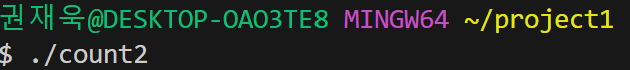 권재욱@DESKTOP-OAO3TE8 MINGW64 ~/project1
$ ./count2